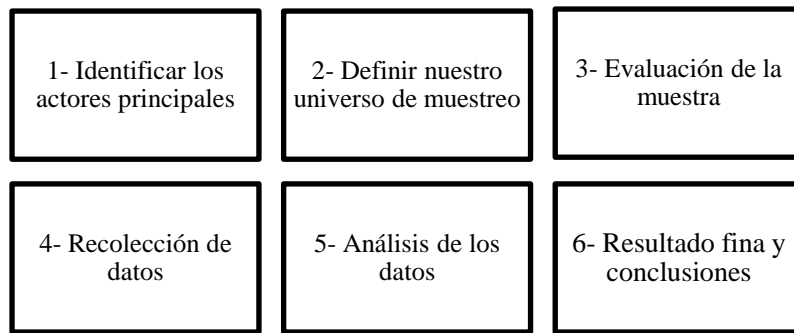 1- Identificar los
actores principales
2- Definir nuestro
universo de muestreo
3- Evaluación de la
muestra
4- Recolección de
datos
5- Análisis de los
datos
6- Resultado fina y
conclusiones